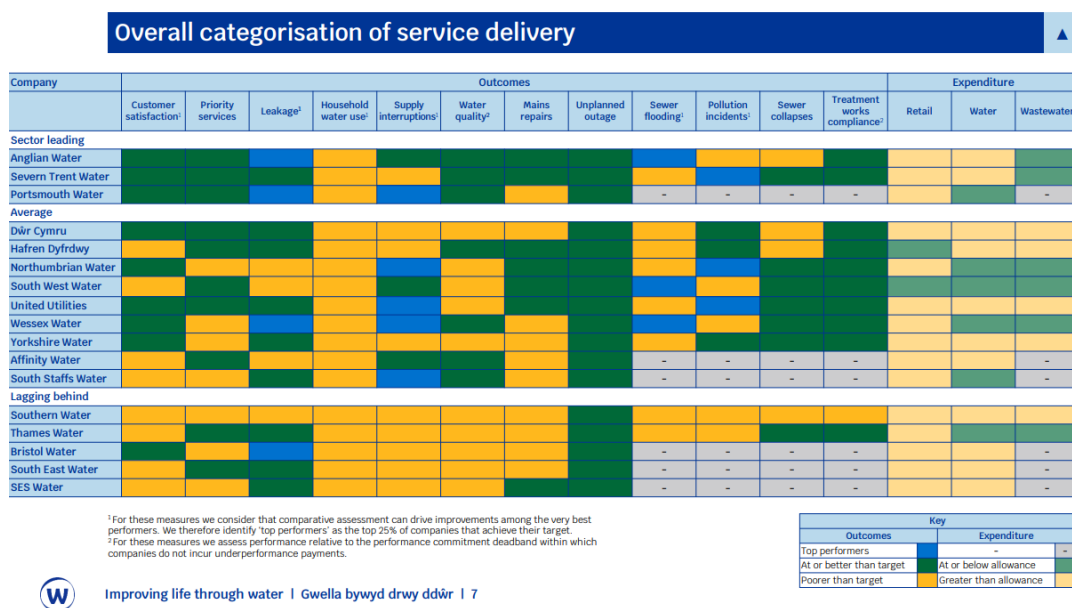 Overall categorisation of service delivery
▲
Company Outcomes Expenditure
Customer satisfaction¹ Priority services Leakage¹ Household water use¹ Supply interruptions¹ Water quality² Mains repairs Unplanned outage Sewer flooding¹ Pollution incidents¹ Sewer collapses Treatment works compliance² Retail Water Wastewater
Sector leading
Anglian Water
Severn Trent Water
Portsmouth Water - - - - -
Average
Dŵr Cymru
Hafren Dyfrdwy
Northumbrian Water
South West Water
United Utilities
Wessex Water
Yorkshire Water
Affinity Water - - - - -
South Staffs Water - - - - -
Lagging behind
Southern Water
Thames Water
Bristol Water - - - - -
South East Water - - - - -
SES Water - - - - -
¹ For these measures we consider that comparative assessment can drive improvements among the very best
performers. We therefore identify ‘top performers’ as the top 25% of companies that achieve their target.
² For these measures we assess performance relative to the performance commitment deadband within which
companies do not incur underperformance payments.
Key
Outcomes Expenditure
Top performers - -
At or better than target At or below allowance
Poorer than target Greater than allowance
W Improving life through water | Gwella bywyd drwy ddŵr | 7